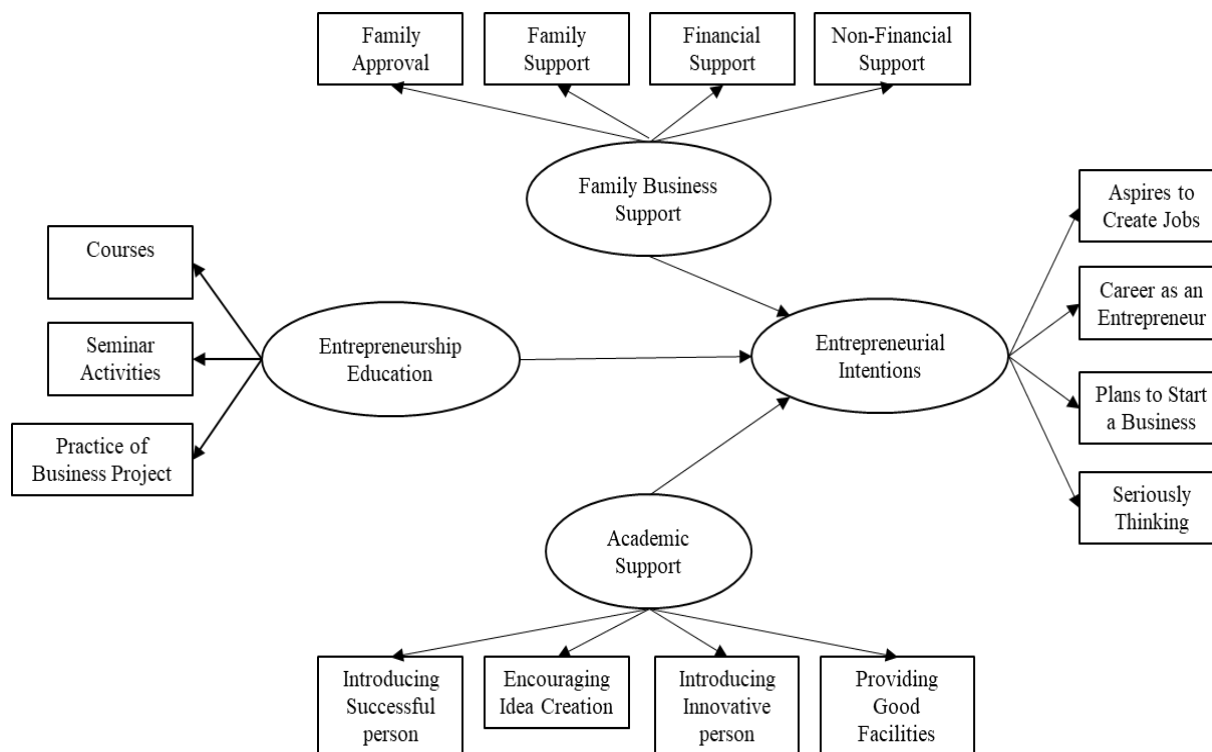 Family
Approval
Family
Support
Financial
Support
Non-Financial
Support
Family Business
Support
Aspires to
Create Jobs
Courses
Career as an
Entrepreneur
Seminar
Activities
Entrepreneurship
Education
Entrepreneurial
Intentions
Plans to Start
a Business
Practice of
Business Project
Seriously
Thinking
Academic
Support
Introducing
Successful
person
Encouraging
Idea Creation
Introducing
Innovative
person
Providing
Good
Facilities